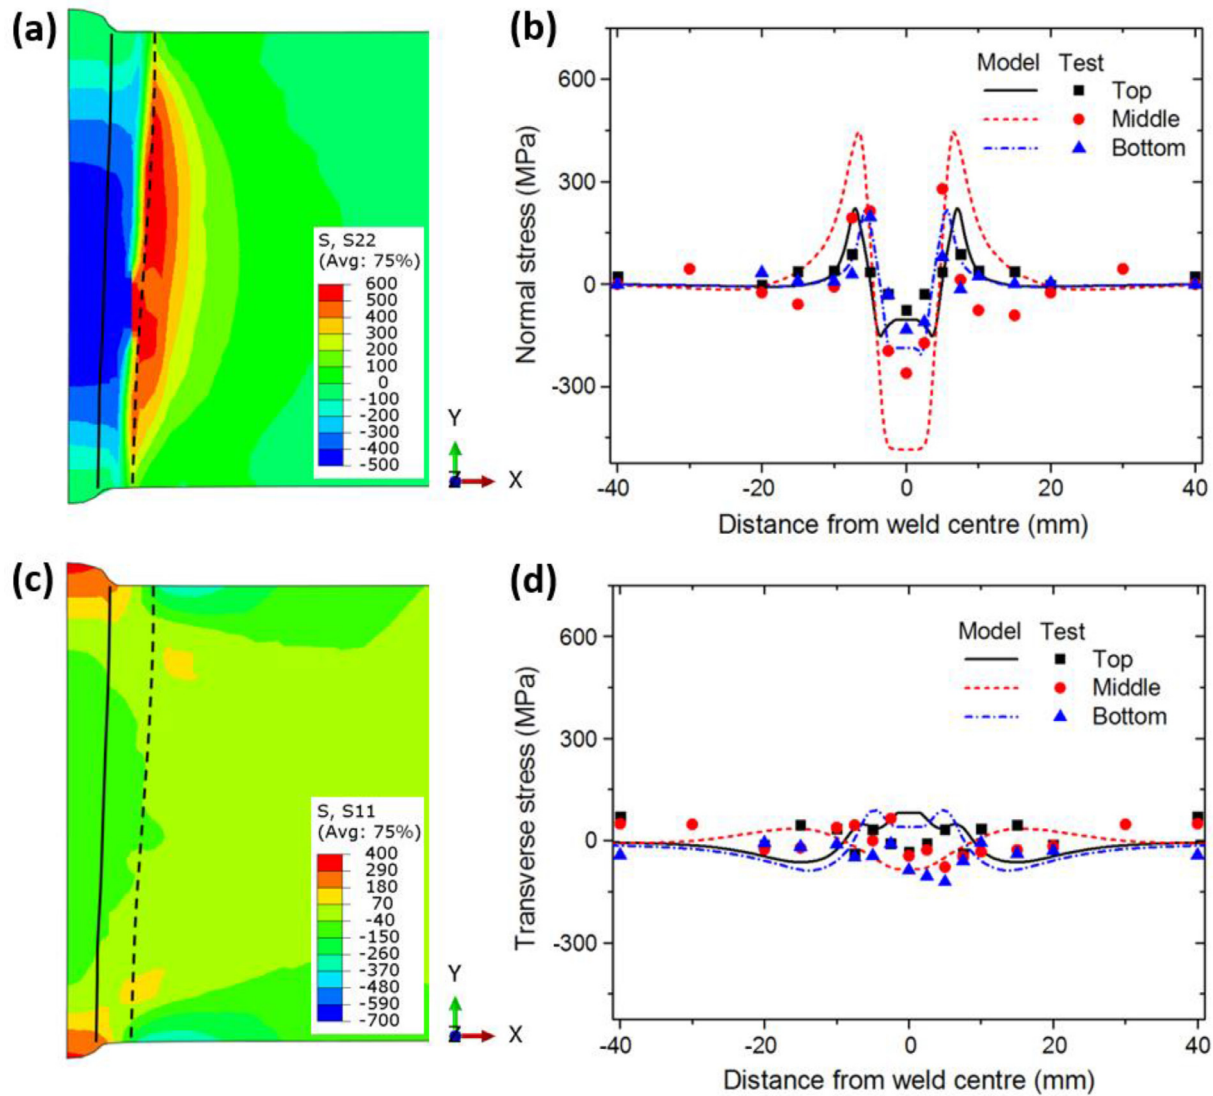 (a)
S, S22
(Avg: 75%)
600
500
400
300
200
100
0
-100
-200
-300
-400
-500
Y
Z
X
(b)
Normal stress (MPa)
600
300
0
-300
Model Test
Top
Middle
Bottom
-40 -20 0 20 40
Distance from weld centre (mm)
(c)
S, S11
(Avg: 75%)
400
290
180
70
-40
-150
-260
-370
-480
-590
-700
Y
Z
X
(d)
Transverse stress (MPa)
600
300
0
-300
Model Test
Top
Middle
Bottom
-40 -20 0 20 40
Distance from weld centre (mm)